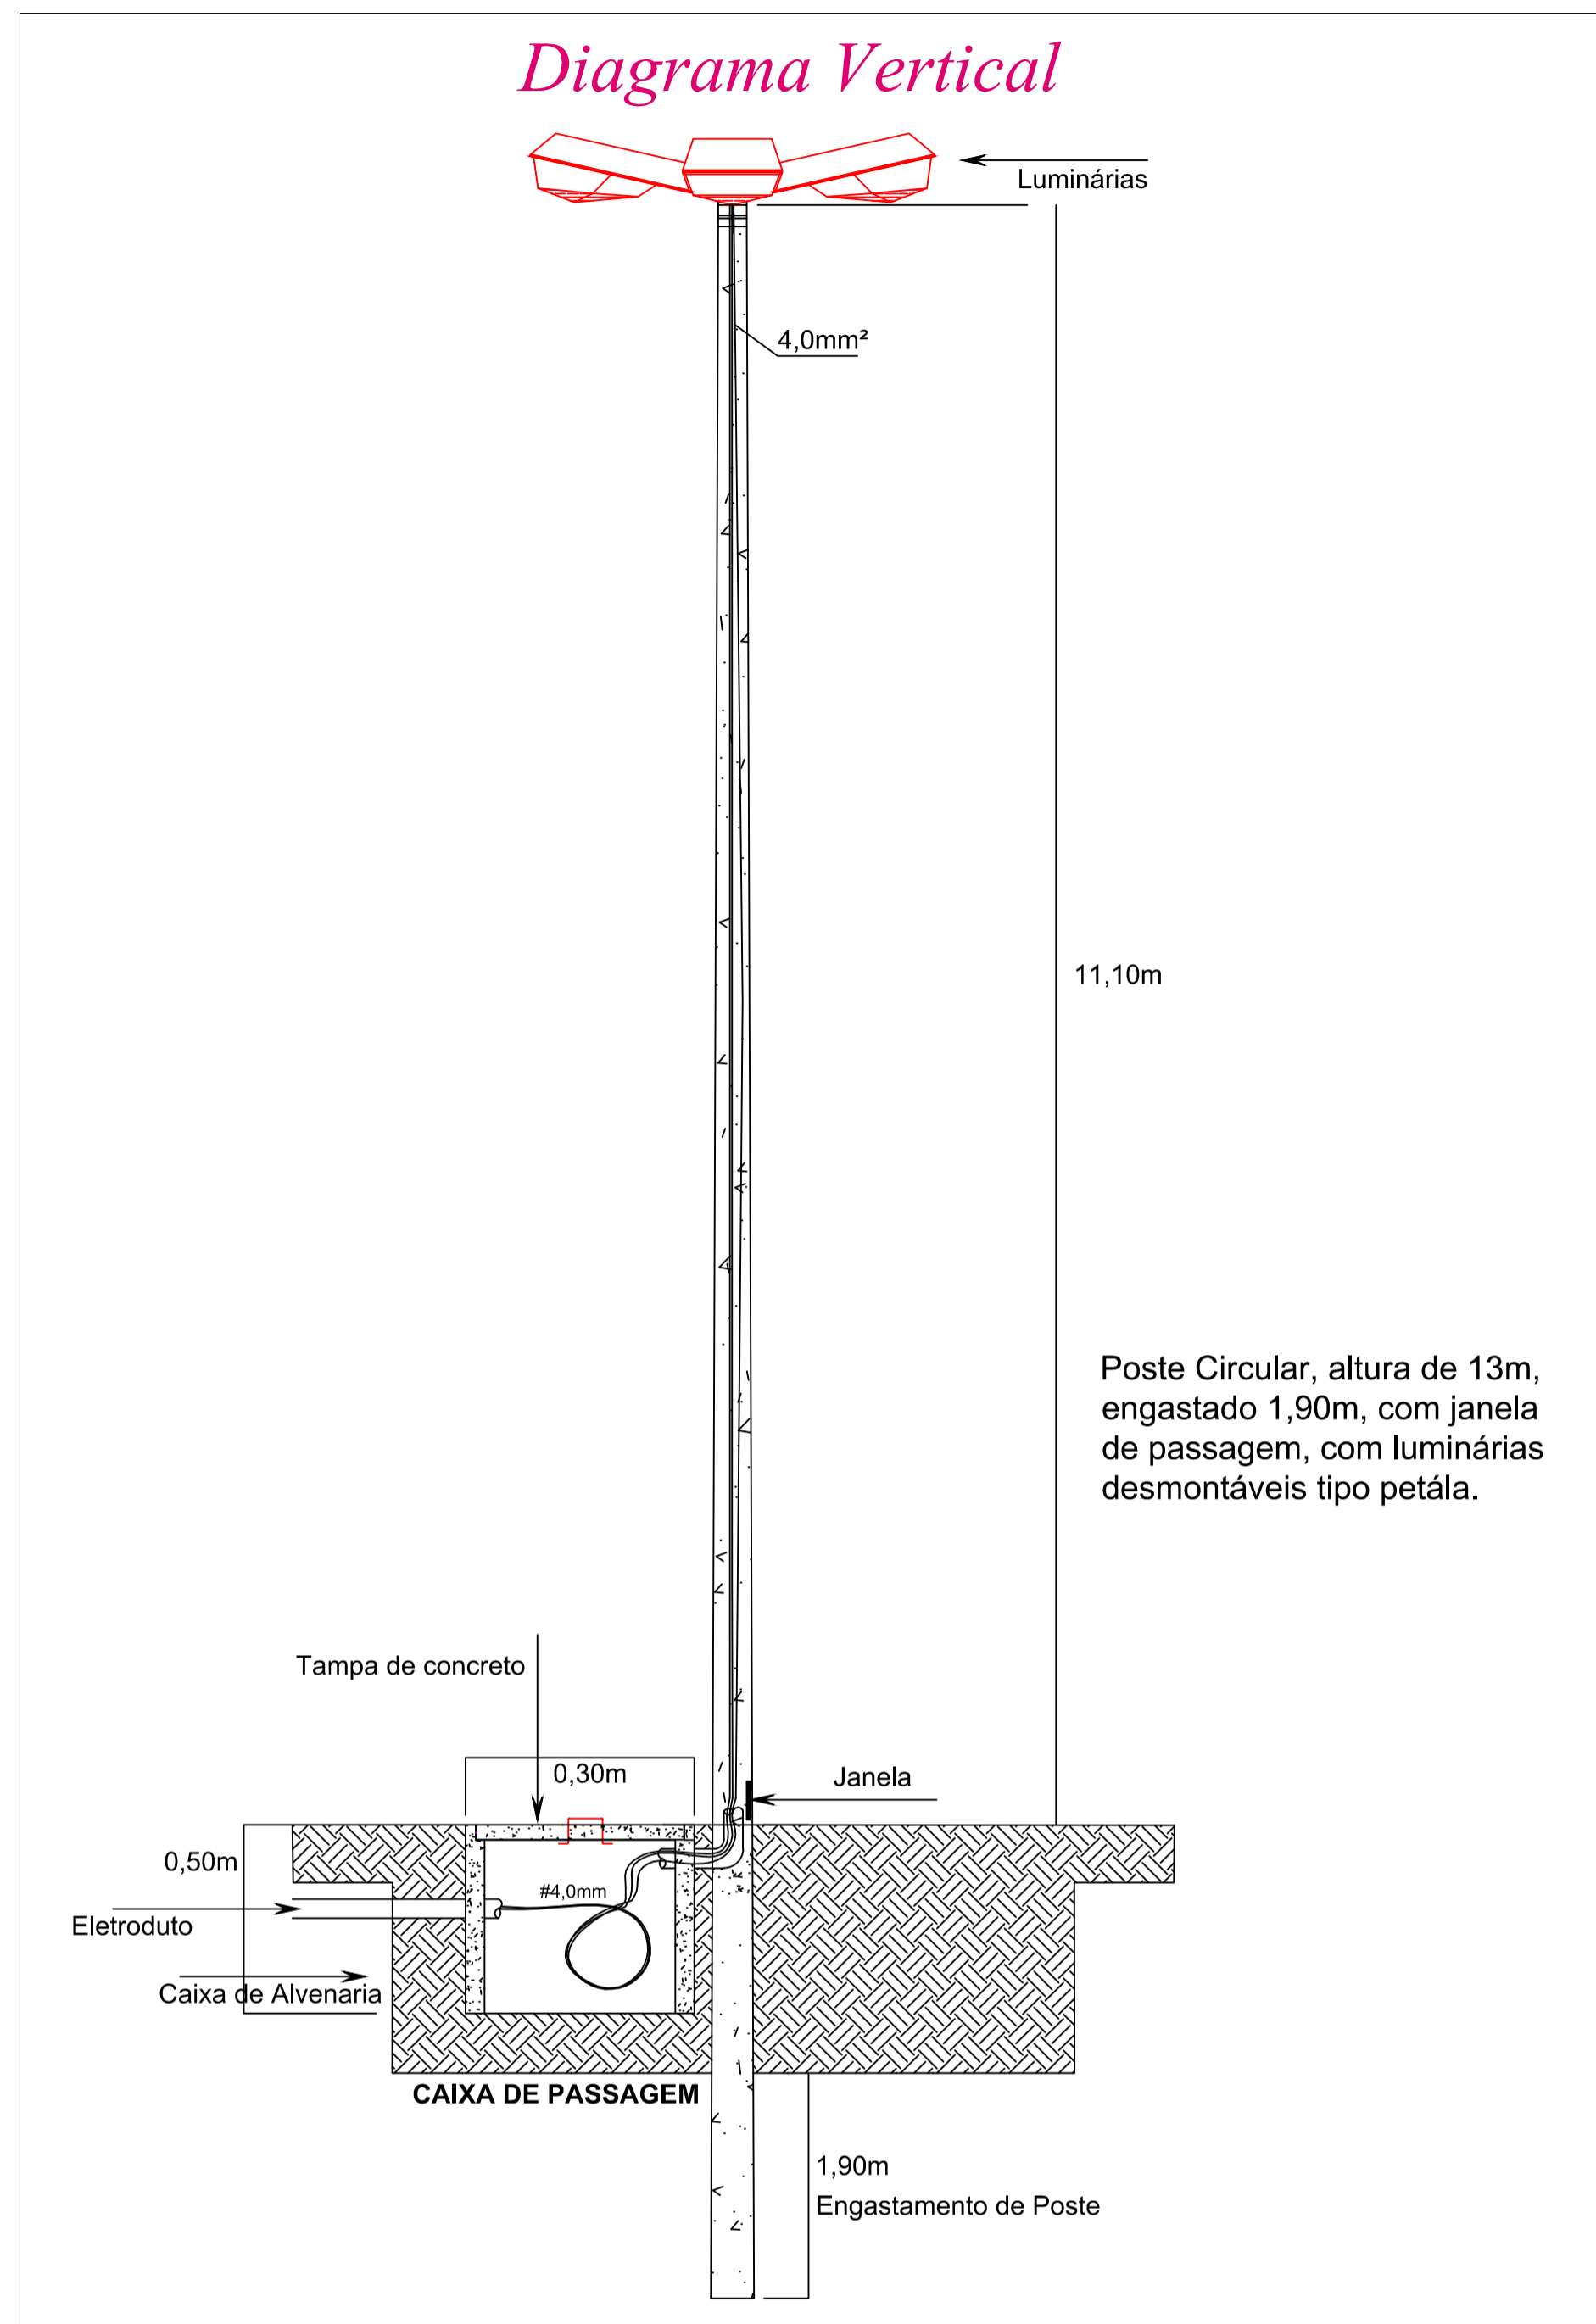 Diagrama Vertical
Luminárias
4,0mm²
11,10m
Poste Circular, altura de 13m,
engastado 1,90m, com janela
de passagem, com luminárias
desmontáveis tipo petála.
Tampa de concreto
0,30m
Janela
0,50m
#4,0mm
Eletroduto
Caixa de Alvenaria
CAIXA DE PASSAGEM
1,90m
Engastamento de Poste